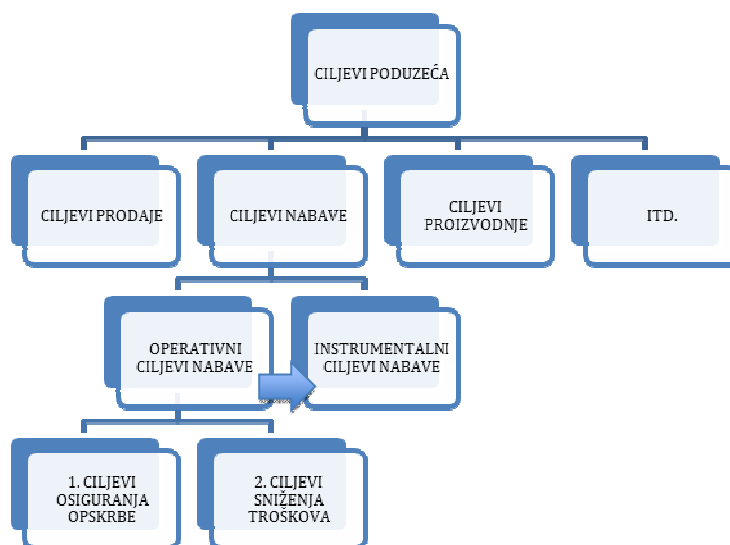 CILJEVI PODUZEĆA
CILJEVI PRODAJE
CILJEVI NABAVE
CILJEVI
PROIZVODNJE
ITD.
OPERATIVNI
CILJEVI NABAVE
INSTRUMENTALNI
CILJEVI NABAVE
1. CILJEVI
OSIGURANJA
OPSKRBE
2. CILJEVI
SNIŽENJA
TROŠKOVA